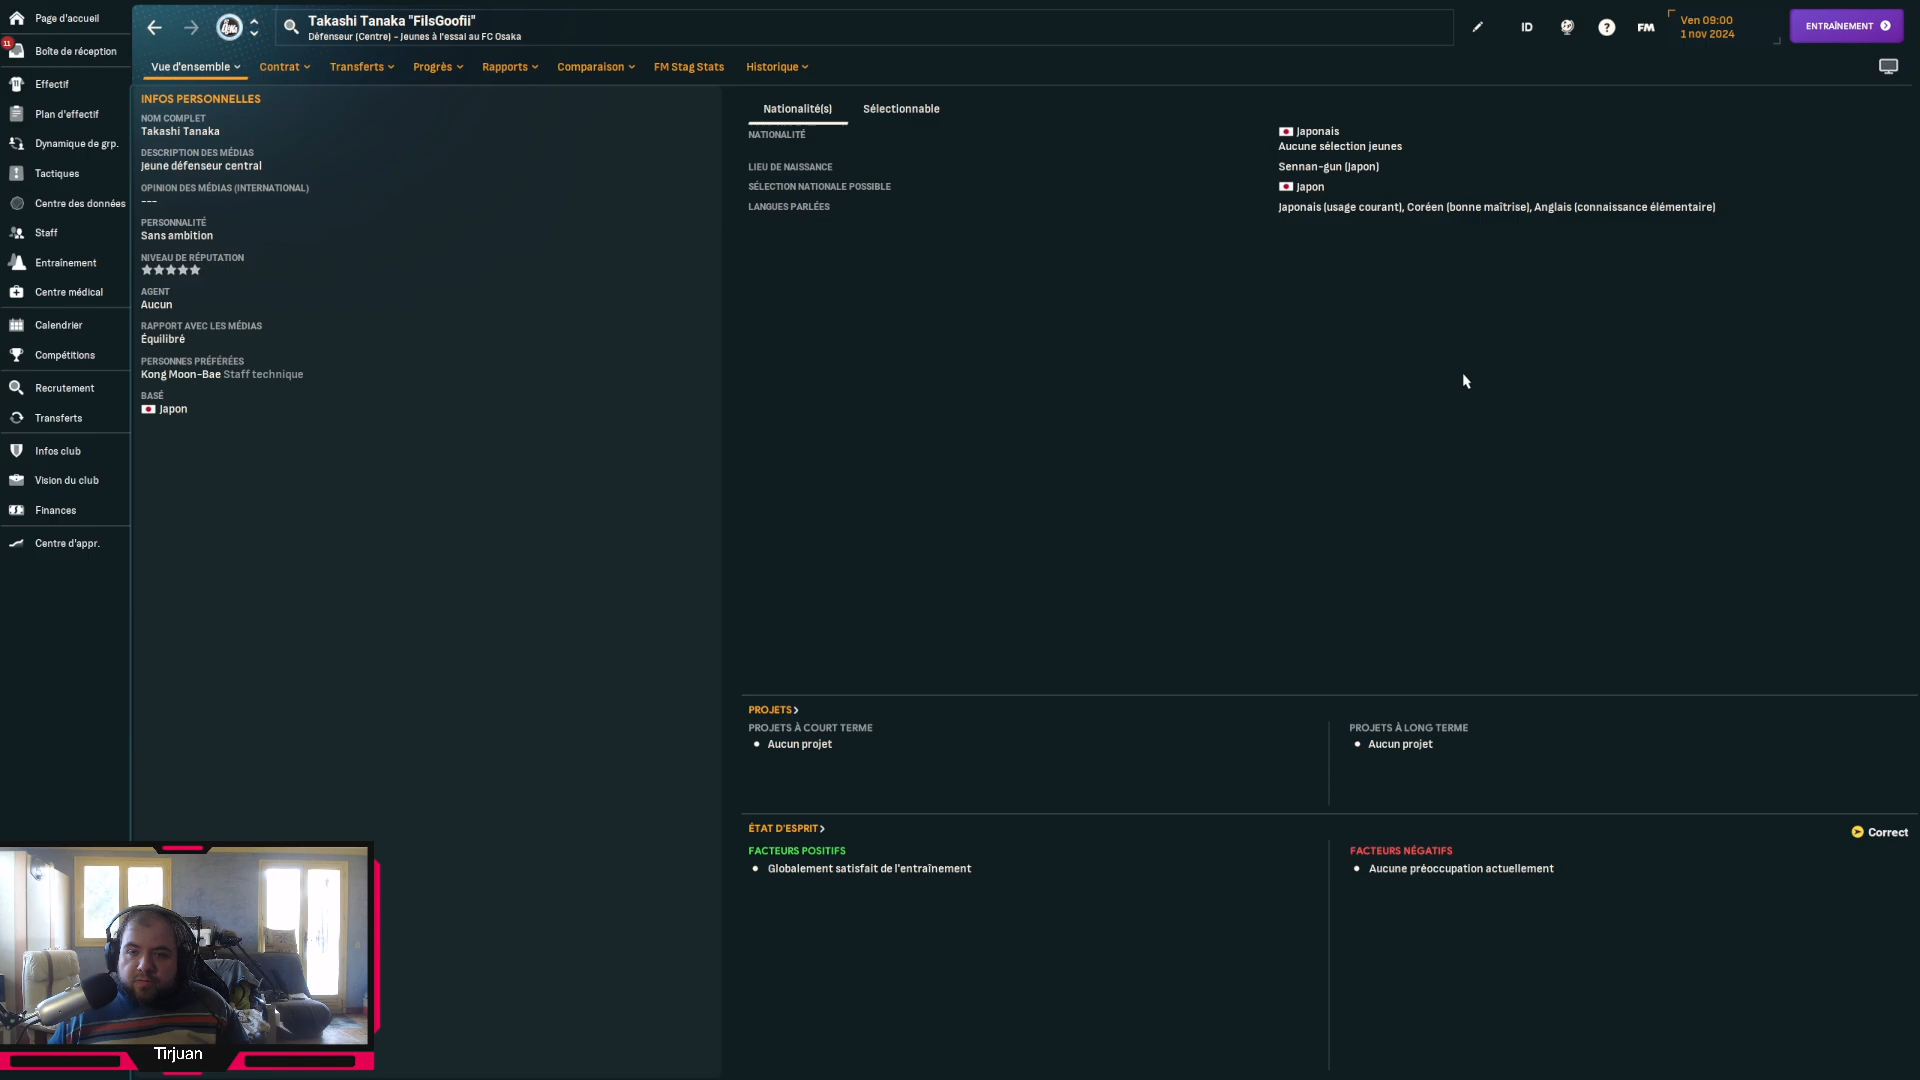 Page d'accueil
11
Boîte de réception
Effectif
Plan d'effectif
Dynamique de grp.
Tactiques
Centre des données
Staff
Entraînement
Centre médical
Calendrier
Compétitions
Recrutement
Transferts
Infos club
Vision du club
Finances
Centre d'appr.
Takashi Tanaka "FilsGoofii"
Défenseur (Centre) - Jeunes à l'essai au FC Osaka
ID
?
FM
Ven 09:00
1 nov 2024
ENTRAÎNEMENT
Vue d'ensemble
Contrat
Transferts
Progrès
Rapports
Comparaison
FM Stag Stats
Historique
INFOS PERSONNELLES
NOM COMPLET
Takashi Tanaka
DESCRIPTION DES MÉDIAS
Jeune défenseur central
OPINION DES MÉDIAS (INTERNATIONAL)
---
PERSONNALITÉ
Sans ambition
NIVEAU DE RÉPUTATION
AGENT
Aucun
RAPPORT AVEC LES MÉDIAS
Équilibré
PERSONNES PRÉFÉRÉES
Kong Moon-Bae Staff technique
BASÉ
Japon
Nationalité(s)
Sélectionnable
NATIONALITÉ
Japonais
Aucune sélection jeunes
LIEU DE NAISSANCE
Sennan-gun (Japon)
SÉLECTION NATIONALE POSSIBLE
Japon
LANGUES PARLÉES
Japonais (usage courant), Coréen (bonne maîtrise), Anglais (connaissance élémentaire)
PROJETS
PROJETS À COURT TERME
Aucun projet
PROJETS À LONG TERME
Aucun projet
ÉTAT D'ESPRIT
Correct
FACTEURS POSITIFS
Globalement satisfait de l'entraînement
FACTEURS NÉGATIFS
Aucune préoccupation actuellement
Tirjuan